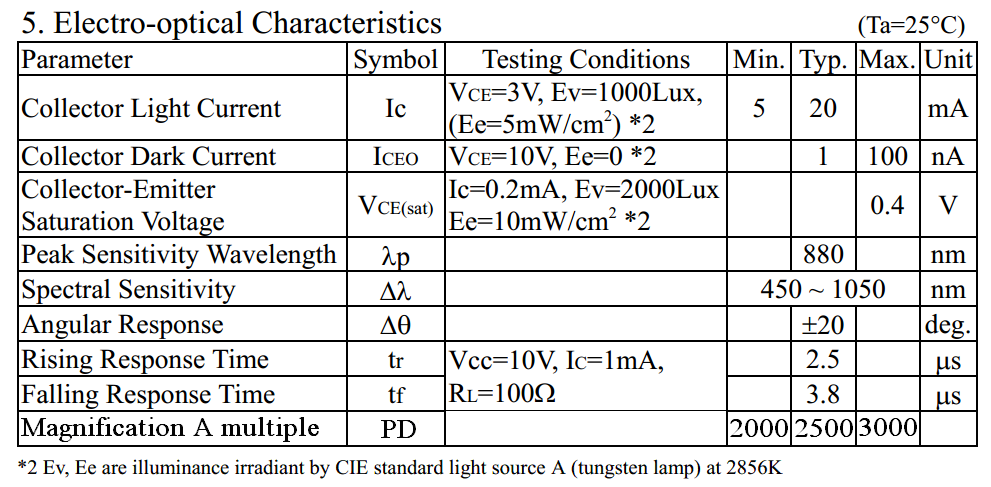 5. Electro-optical Characteristics (Ta=25°C)
Parameter Symbol Testing Conditions Min. Typ. Max. Unit
Collector Light Current Ic VCE=3V, Ev=1000Lux, (Ee=5mW/cm²) *2 5 20 mA
Collector Dark Current ICEO VCE=10V, Ee=0 *2 1 100 nA
Collector-Emitter Saturation Voltage VCE(sat) Ic=0.2mA, Ev=2000Lux Ee=10mW/cm² *2 0.4 V
Peak Sensitivity Wavelength λp 880 nm
Spectral Sensitivity Δλ 450 ~ 1050 nm
Angular Response Δθ ±20 deg.
Rising Response Time tr Vcc=10V, IC=1mA, 2.5 μs
Falling Response Time tf RL=100Ω 3.8 μs
Magnification A multiple PD 2000 2500 3000
*2 Ev, Ee are illuminance irradiant by CIE standard light source A (tungsten lamp) at 2856K